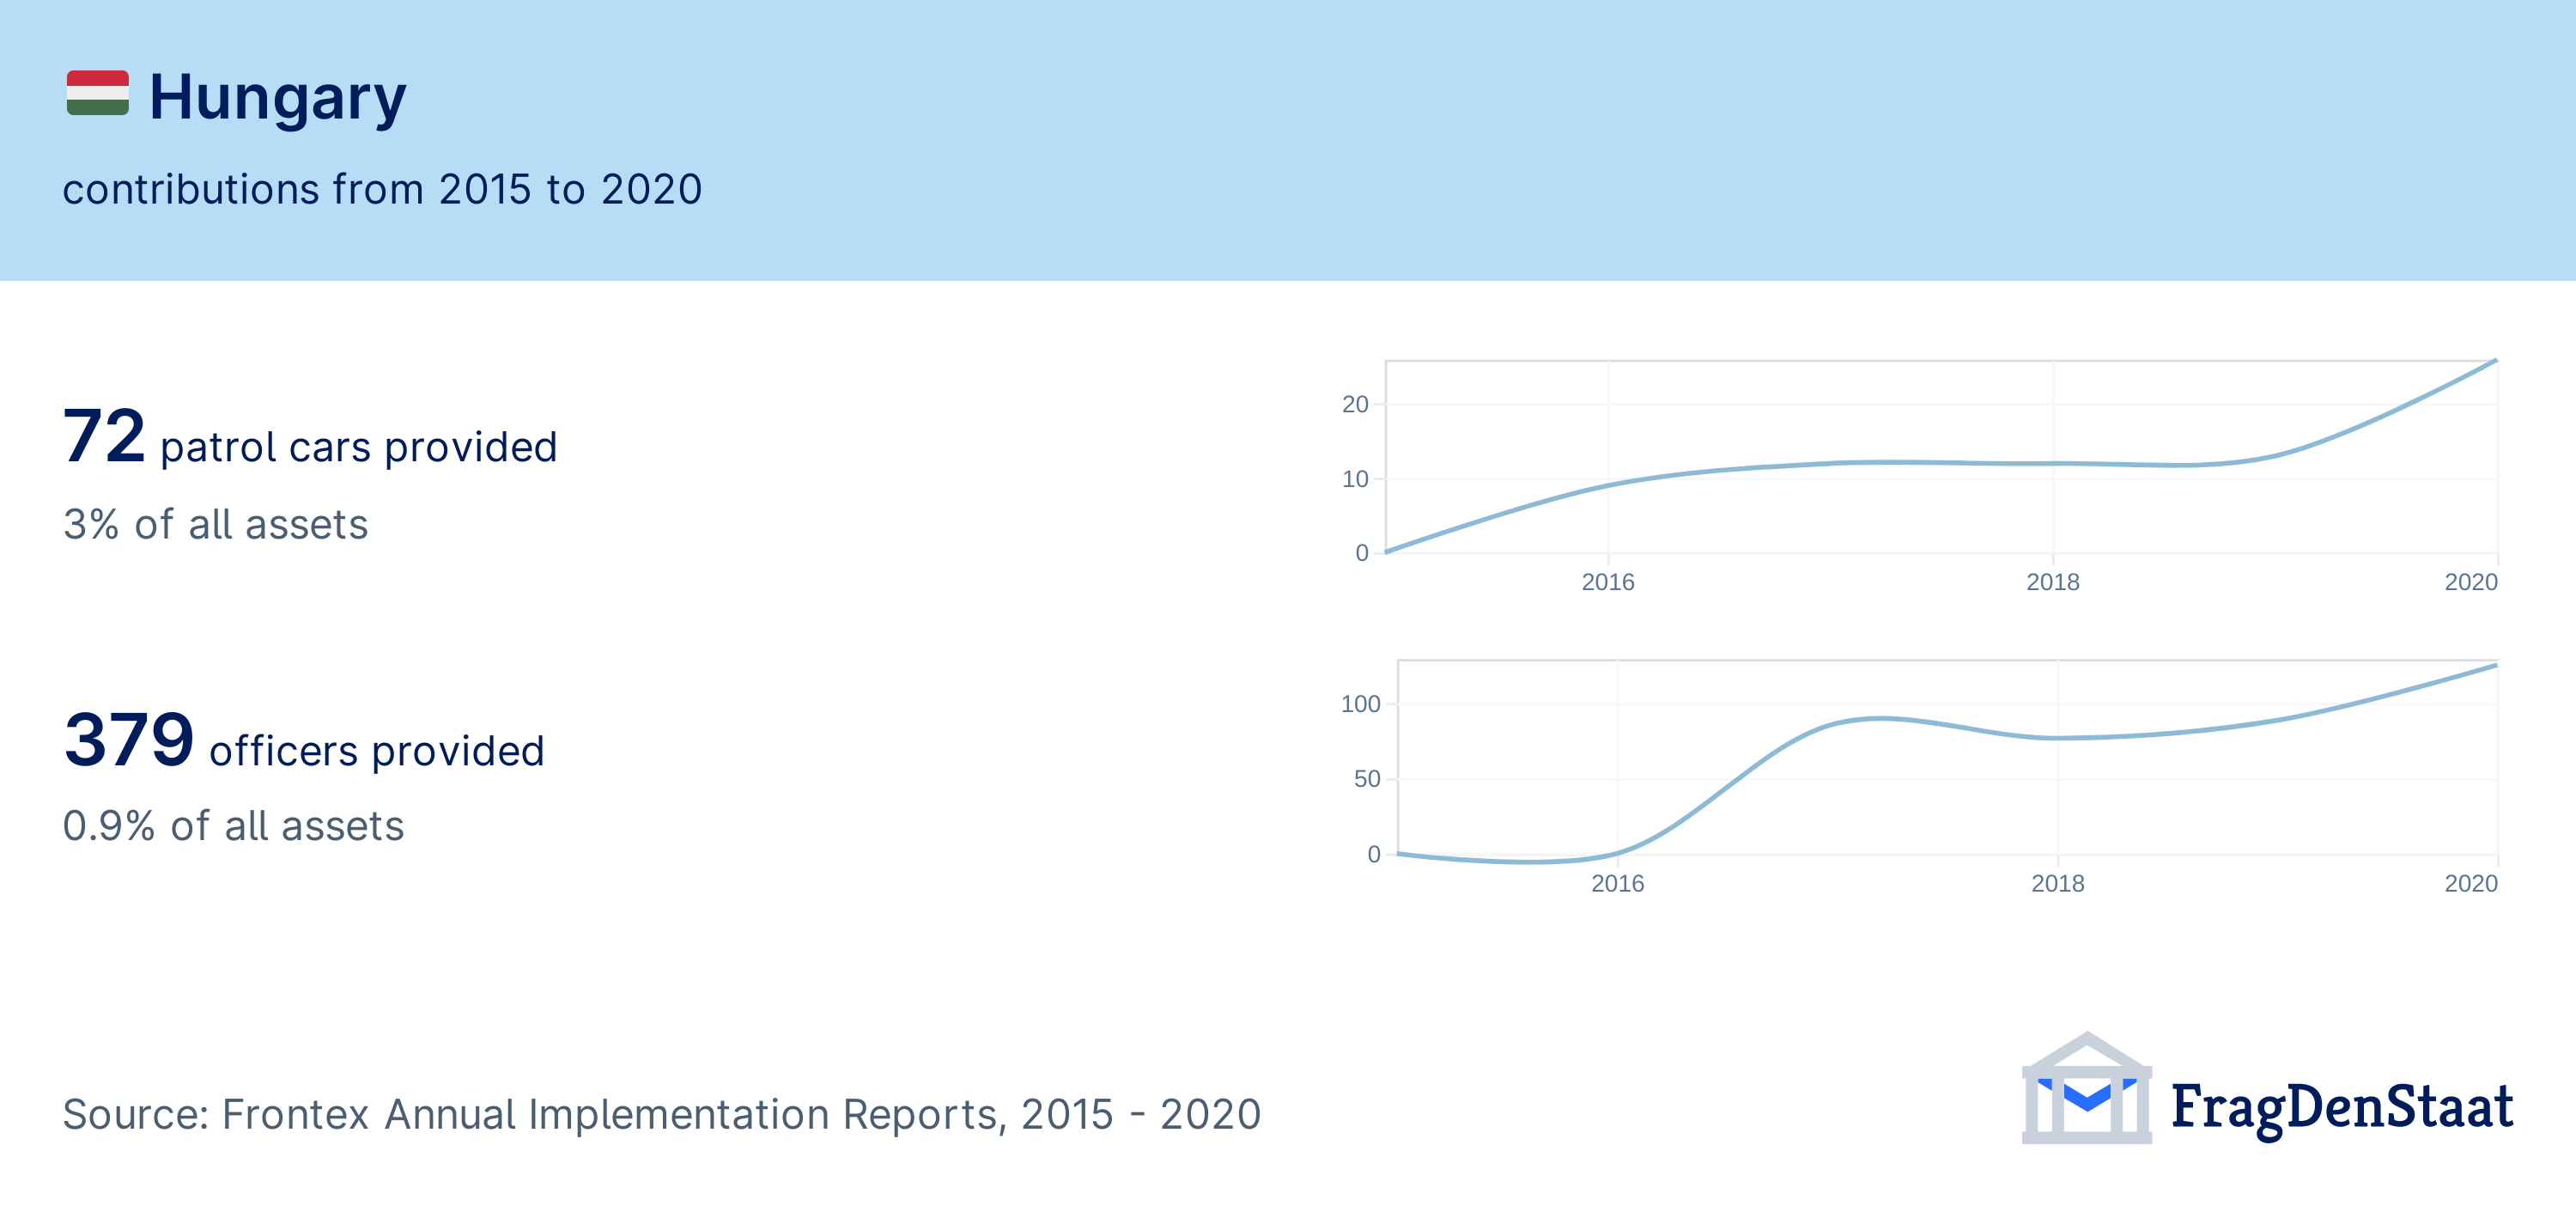 Hungary
contributions from 2015 to 2020
72 patrol cars provided
3% of all assets
20
10
0
2016 2018 2020
379 officers provided
0.9% of all assets
100
50
0
2016 2018 2020
Source: Frontex Annual Implementation Reports, 2015 - 2020
FragDenStaat